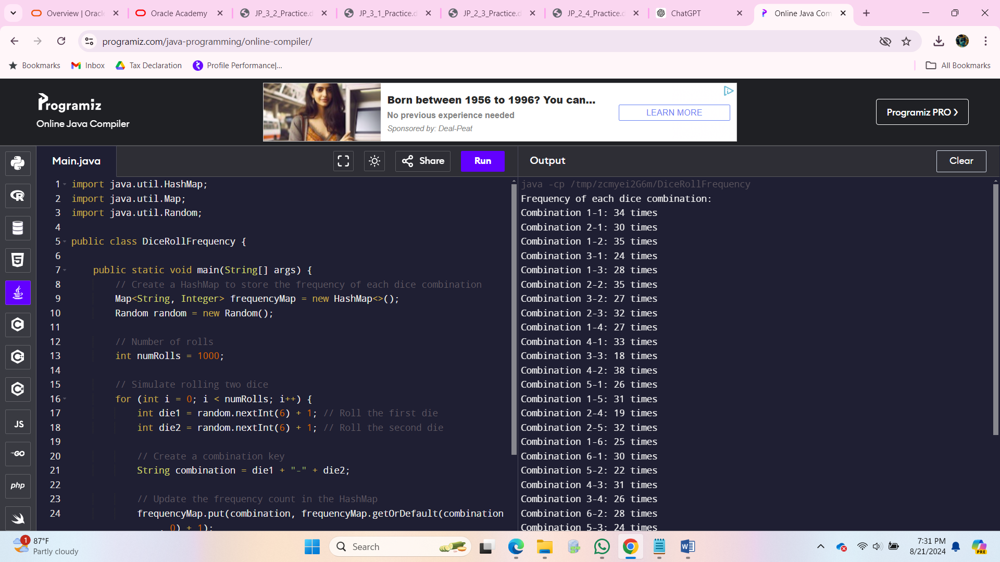 Overview | Oracle
Oracle Academy
JP_3_2_Practice.d
JP_3_1_Practice.d
JP_2_3_Practice.d
JP_2_4_Practice.d
ChatGPT
Online Java Com
programiz.com/java-programming/online-compiler/
Bookmarks
Inbox
Tax Declaration
Profile Performance|...
All Bookmarks
Programiz
Online Java Compiler
Born between 1956 to 1996? You can...
No previous experience needed
Sponsored by: Deal-Peat
LEARN MORE
Programiz PRO
Main.java
Share
Run
Output
Clear
1 import java.util.HashMap;
2 import java.util.Map;
3 import java.util.Random;
4
5 public class DiceRollFrequency {
6
7 public static void main(String[] args) {
8 // Create a HashMap to store the frequency of each dice combination
9 Map<String, Integer> frequencyMap = new HashMap<>();
10 Random random = new Random();
11
12 // Number of rolls
13 int numRolls = 1000;
14
15 // Simulate rolling two dice
16 for (int i = 0; i < numRolls; i++) {
17 int die1 = random.nextInt(6) + 1; // Roll the first die
18 int die2 = random.nextInt(6) + 1; // Roll the second die
19
20 // Create a combination key
21 String combination = die1 + "-" + die2;
22
23 // Update the frequency count in the HashMap
24 frequencyMap.put(combination, frequencyMap.getOrDefault(combination
, 0) + 1);
java -cp /tmp/zcmyei2G6m/DiceRollFrequency
Frequency of each dice combination:
Combination 1-1: 34 times
Combination 2-1: 30 times
Combination 1-2: 35 times
Combination 3-1: 24 times
Combination 1-3: 28 times
Combination 2-2: 35 times
Combination 3-2: 27 times
Combination 2-3: 32 times
Combination 1-4: 27 times
Combination 4-1: 33 times
Combination 3-3: 18 times
Combination 4-2: 38 times
Combination 5-1: 26 times
Combination 1-5: 31 times
Combination 2-4: 19 times
Combination 2-5: 32 times
Combination 1-6: 25 times
Combination 6-1: 30 times
Combination 5-2: 22 times
Combination 4-3: 31 times
Combination 3-4: 26 times
Combination 6-2: 28 times
Combination 5-3: 24 times
R
5
C
C
C
JS
GO
php
1
87°F
Partly cloudy
Search
W
7:31 PM
8/21/2024
PRE